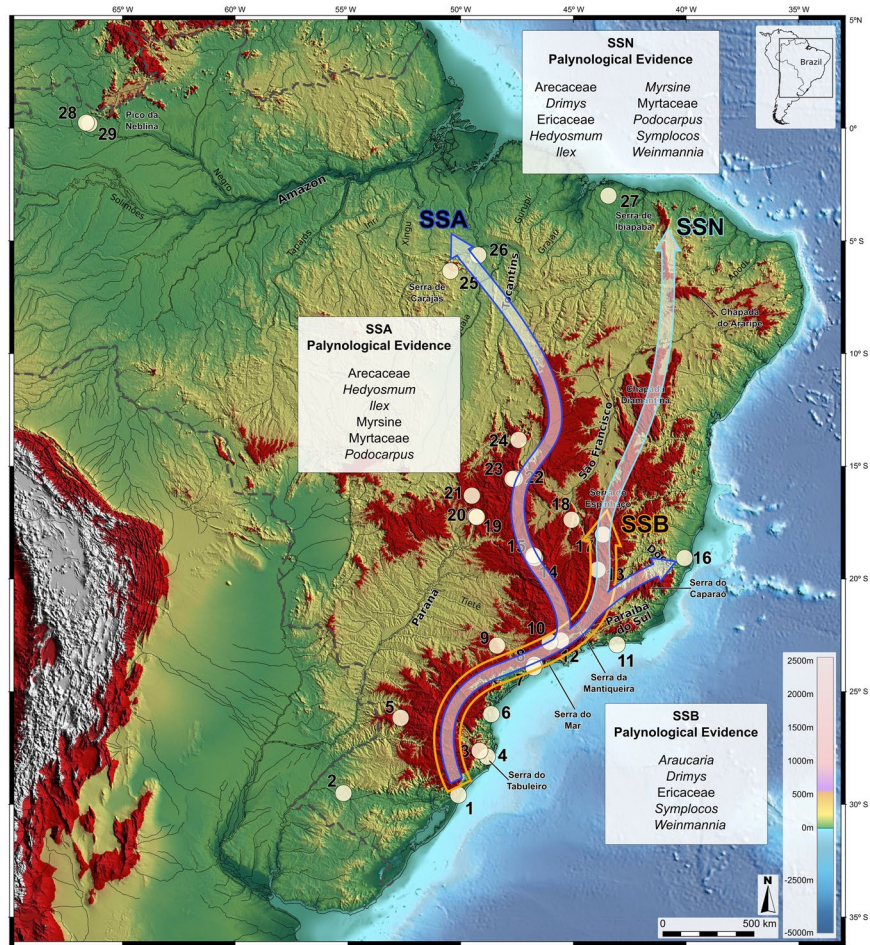 65°W 60°W 55°W 50°W 45°W 40°W 35°W
5°N
0°
5°S
10°S
15°S
20°S
25°S
30°S
35°S
Brazil
SSN
Palynological Evidence
Arecaceae Myrsine
Drimys Myrtaceae
Ericaceae Podocarpus
Hedyosmum Symplocos
Ilex Weinmannia
28
29
Pico da
Neblina
Negro
Solimões
Amazon
Tapajós
Iriri
Xingu
Gurupi
Grajaú
Tocantins
SSA
26
25
Serra de
Carajás
27
Serra de
Ibiapaba
SSN
Apodi
Chapada
do Araripe
SSA
Palynological Evidence
Arecaceae
Hedyosmum
Ilex
Myrsine
Myrtaceae
Podocarpus
Chapada
Diamantina
São Francisco
24
23
22
21
20
19
18
Serra do
Espinhaço
SSB
15
14
13
16
Serra do
Caparaó
Paraná
Tietê
Paraíba
do Sul
9
10
8
12
11
7
Serra da
Mantiqueira
Serra do
Mar
5
6
3
4
Serra do
Tabuleiro
2
1
SSB
Palynological Evidence
Araucaria
Drimys
Ericaceae
Symplocos
Weinmannia
2500m
2000m
1500m
1000m
500m
0m
-2500m
-5000m
N
0 500 km